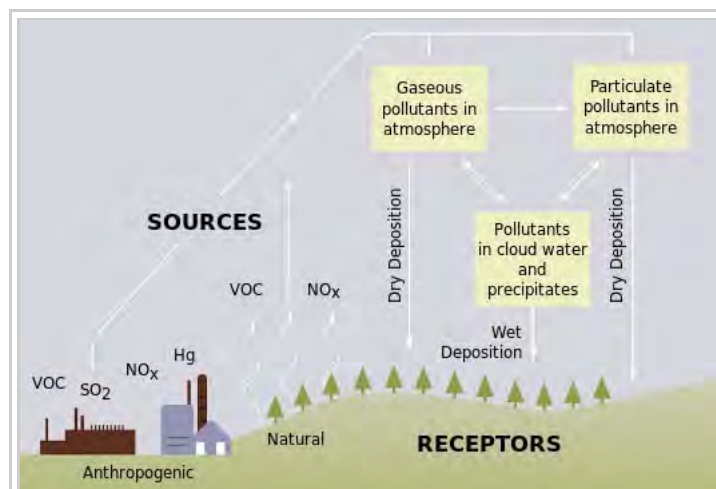 Gaseous
pollutants in
atmosphere
Particulate
pollutants in
atmosphere
SOURCES
Dry Deposition
Pollutants
in cloud water
and
precipitates
Dry Deposition
VOC
NOx
Wet
Deposition
VOC
SO2
NOx
Hg
Natural
RECEPTORS
Anthropogenic